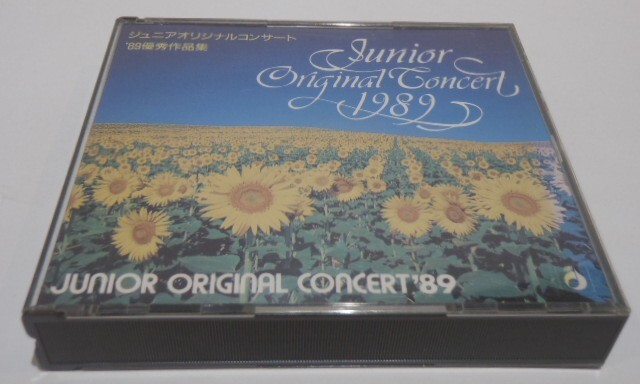 ジュニアオリジナルコンサート
'89優秀作品集
Junior
Original Concert
1989
JUNIOR ORIGINAL CONCERT'89